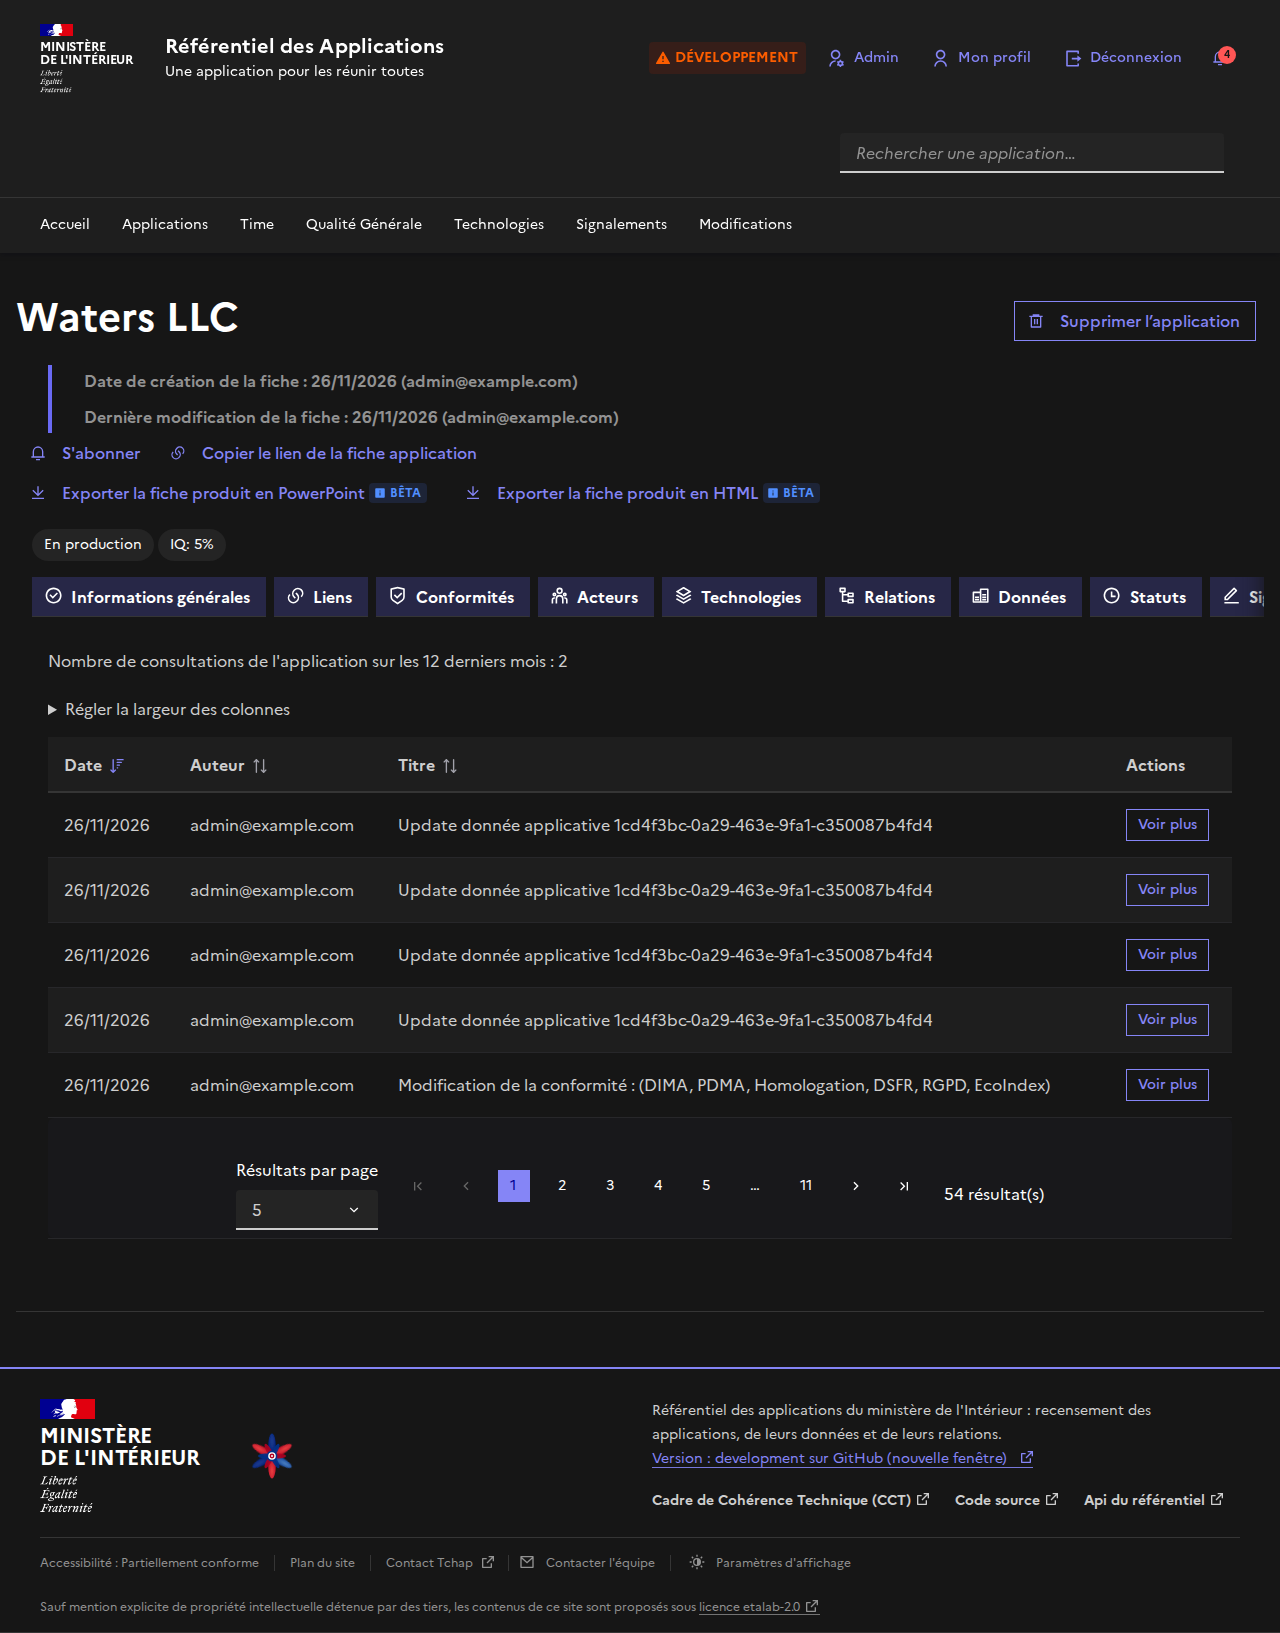 MINISTÈRE
DE L'INTÉRIEUR
Liberté
Égalité
Fraternité
Référentiel des Applications
Une application pour les réunir toutes
DÉVELOPPEMENT
Admin
Mon profil
Déconnexion
4
Rechercher une application...
Accueil
Applications
Time
Qualité Générale
Technologies
Signalements
Modifications
Waters LLC
Supprimer l’application
Date de création de la fiche : 26/11/2026 (admin@example.com)
Dernière modification de la fiche : 26/11/2026 (admin@example.com)
S'abonner
Copier le lien de la fiche application
Exporter la fiche produit en PowerPoint BÊTA
Exporter la fiche produit en HTML BÊTA
En production
IQ: 5%
Informations générales
Liens
Conformités
Acteurs
Technologies
Relations
Données
Statuts
Sig
Nombre de consultations de l'application sur les 12 derniers mois : 2
Régler la largeur des colonnes
Date Auteur Titre Actions
26/11/2026 admin@example.com Update donnée applicative 1cd4f3bc-0a29-463e-9fa1-c350087b4fd4 Voir plus
26/11/2026 admin@example.com Update donnée applicative 1cd4f3bc-0a29-463e-9fa1-c350087b4fd4 Voir plus
26/11/2026 admin@example.com Update donnée applicative 1cd4f3bc-0a29-463e-9fa1-c350087b4fd4 Voir plus
26/11/2026 admin@example.com Update donnée applicative 1cd4f3bc-0a29-463e-9fa1-c350087b4fd4 Voir plus
26/11/2026 admin@example.com Modification de la conformité : (DIMA, PDMA, Homologation, DSFR, RGPD, EcoIndex) Voir plus
Résultats par page
5
1 2 3 4 5 … 11
54 résultat(s)
MINISTÈRE
DE L'INTÉRIEUR
Liberté
Égalité
Fraternité
Référentiel des applications du ministère de l'Intérieur : recensement des
applications, de leurs données et de leurs relations.
Version : development sur GitHub (nouvelle fenêtre)
Cadre de Cohérence Technique (CCT)
Code source
Api du référentiel
Accessibilité : Partiellement conforme
Plan du site
Contact Tchap
Contacter l'équipe
Paramètres d'affichage
Sauf mention explicite de propriété intellectuelle détenue par des tiers, les contenus de ce site sont proposés sous licence etalab-2.0